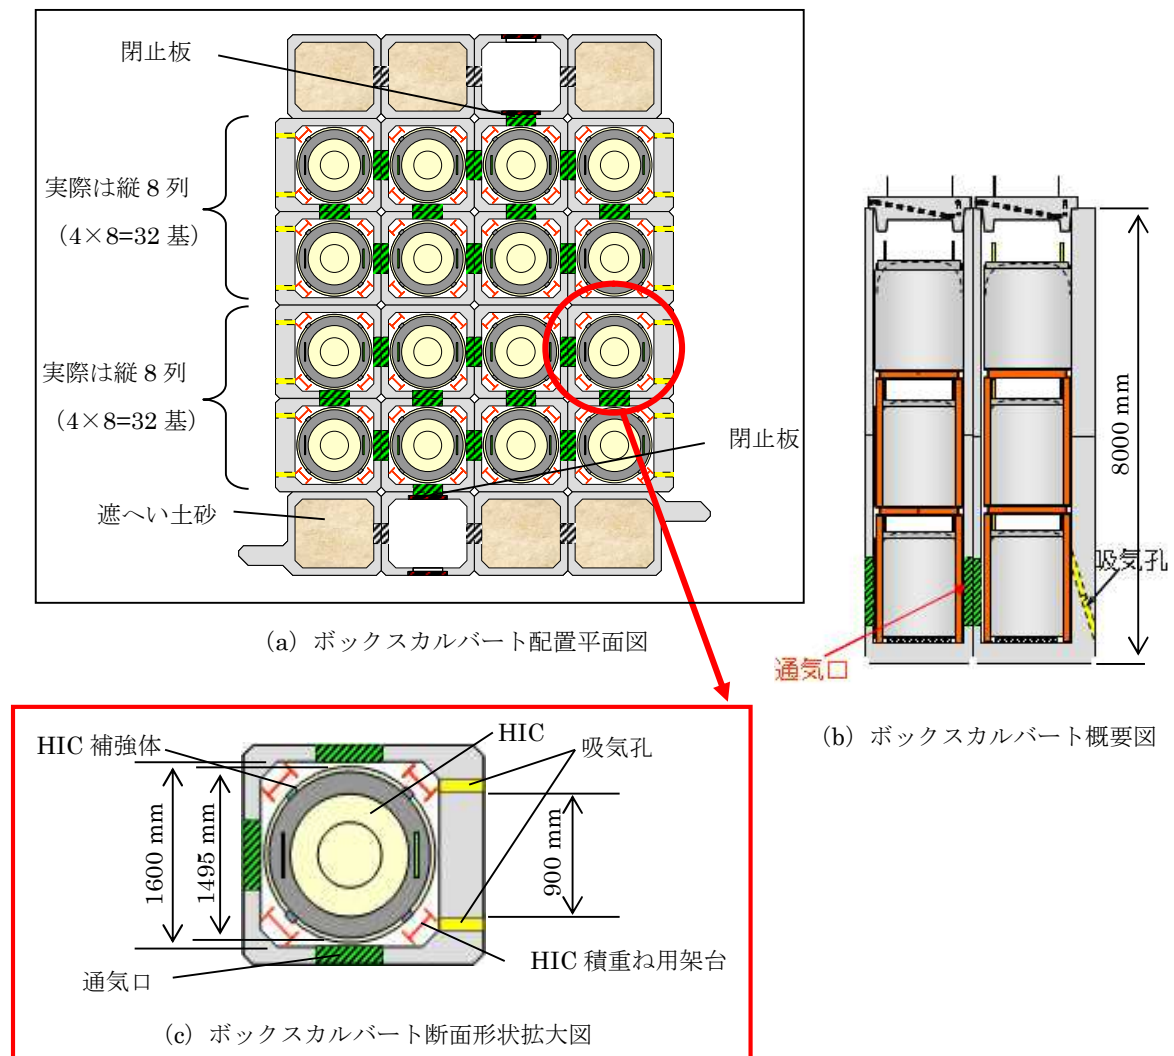 閉止板
実際は縦 8 列
（4×8=32 基）
実際は縦 8 列
（4×8=32 基）
閉止板
遮へい土砂
(a) ボックスカルバート配置平面図
8000 mm
吸気孔
通気口
(b) ボックスカルバート概要図
HIC 補強体
HIC
吸気孔
1600 mm
1495 mm
900 mm
通気口
HIC 積重ね用架台
(c) ボックスカルバート断面形状拡大図